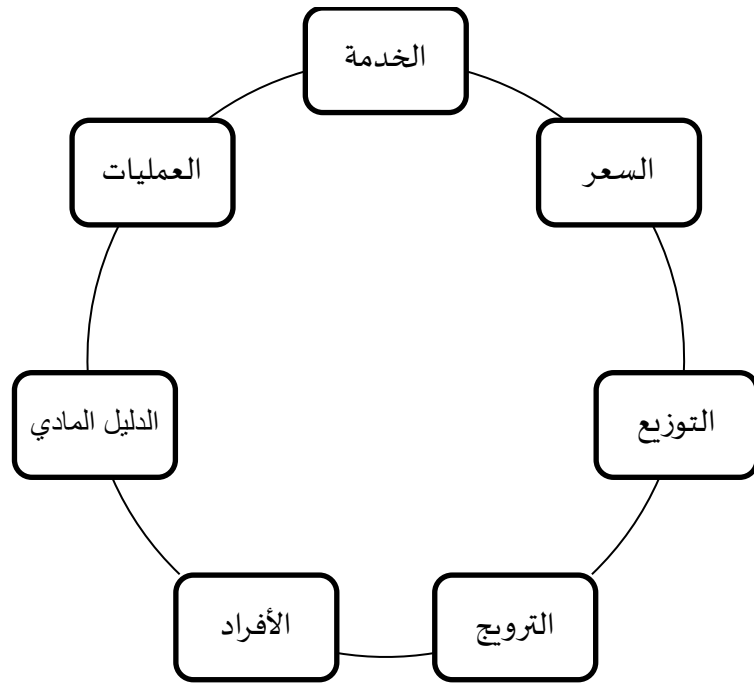 الخدمة
السعر
العمليات
التوزيع
الدليل المادي
الترويج
الأفراد